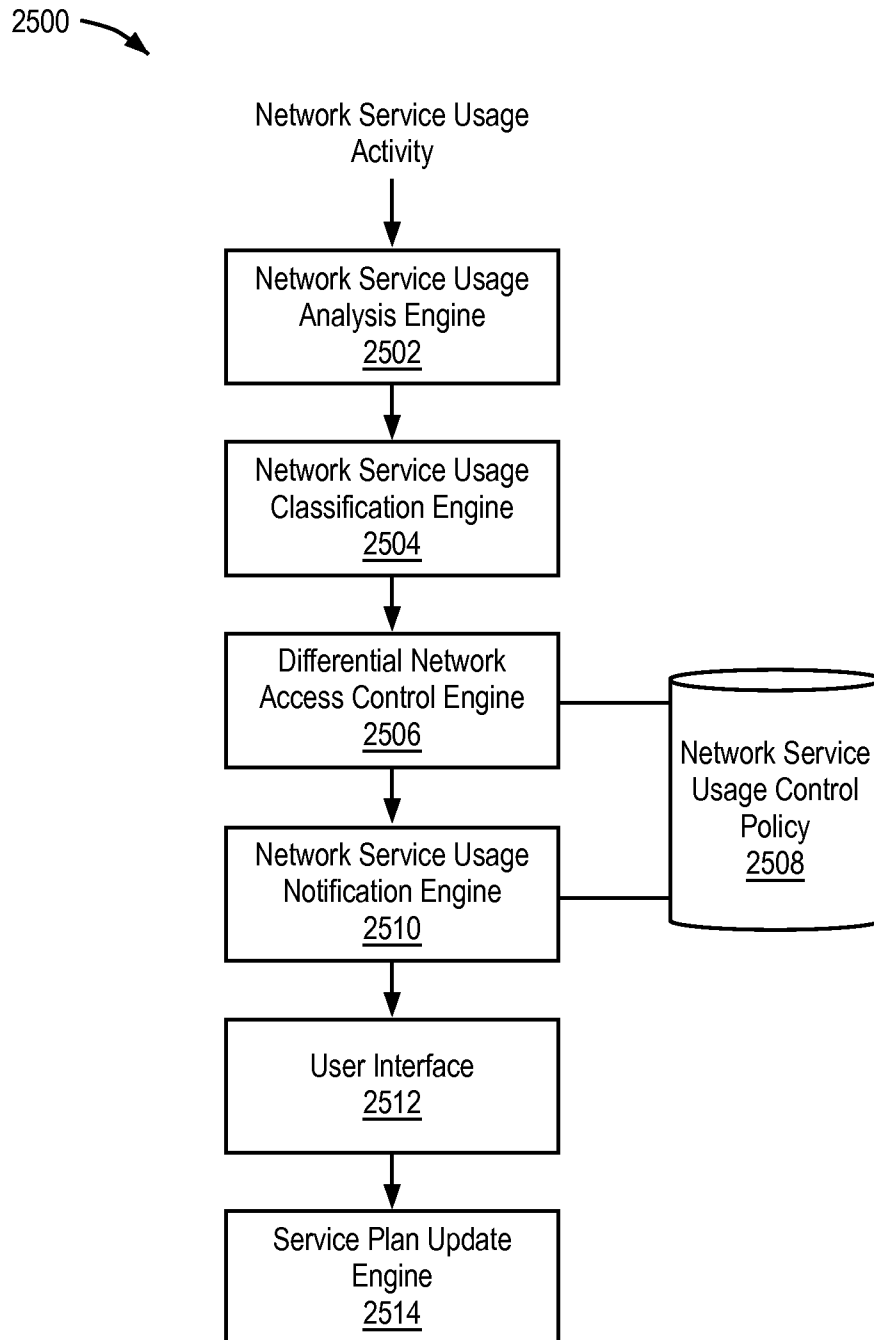 2500
Network Service Usage
Activity
Network Service Usage
Analysis Engine
2502
Network Service Usage
Classification Engine
2504
Differential Network
Access Control Engine
2506
Network Service
Usage Control
Policy
2508
Network Service Usage
Notification Engine
2510
User Interface
2512
Service Plan Update
Engine
2514